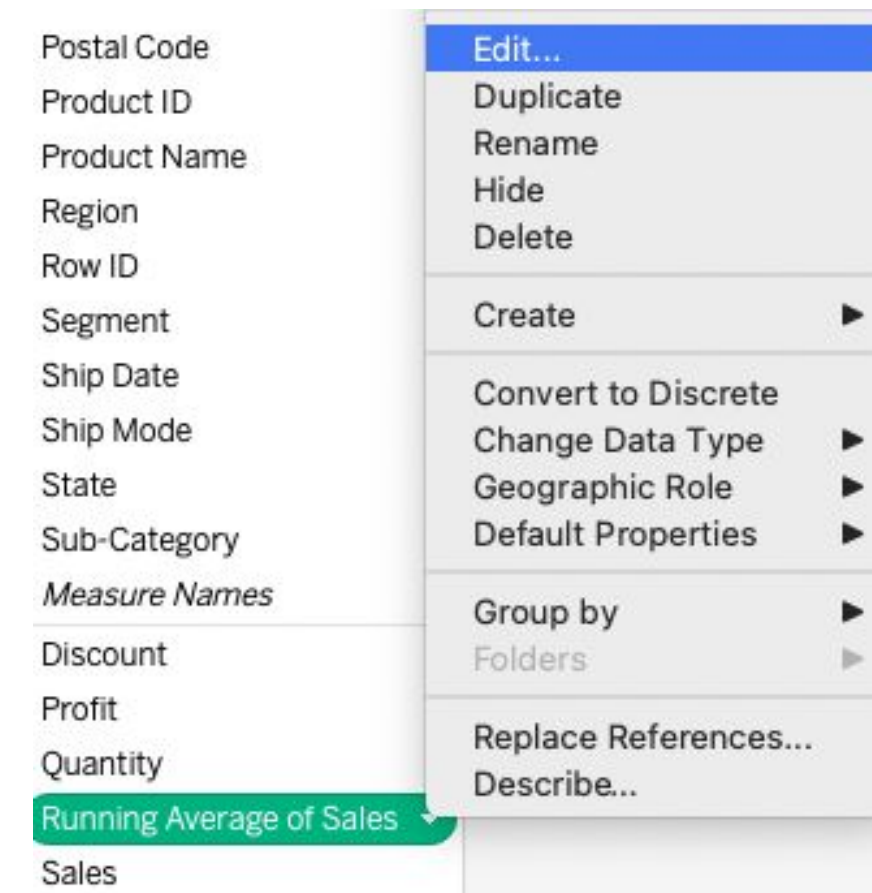 Postal Code
Product ID
Product Name
Region
Row ID
Segment
Ship Date
Ship Mode
State
Sub-Category
Measure Names
Discount
Profit
Quantity
Running Average of Sales
Sales
Edit...
Duplicate
Rename
Hide
Delete
Create
Convert to Discrete
Change Data Type
Geographic Role
Default Properties
Group by
Folders
Replace References...
Describe...